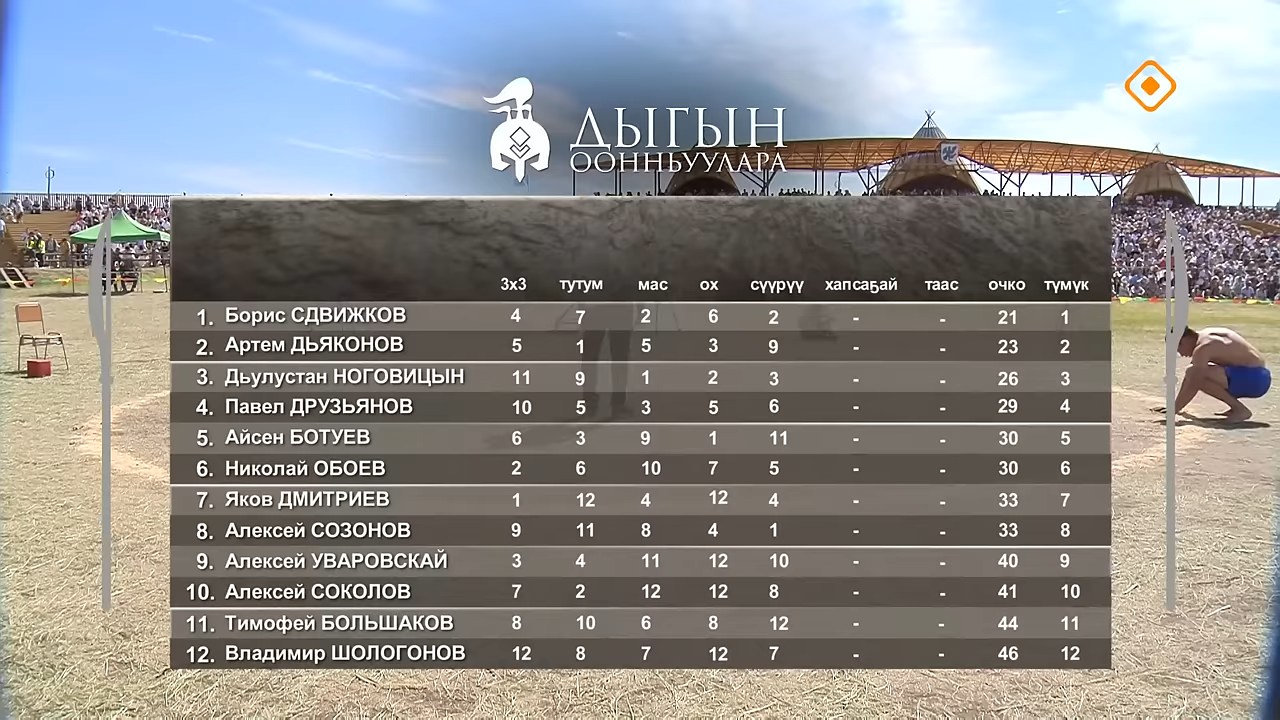 ДЫГЫН
ООННЬУУЛАРА
3х3 тутум мас ох сүүрүү хапсаҕай таас очко түмүк
1. Борис СДВИЖКОВ 4 7 2 6 2 - - 21 1
2. Артем ДЬЯКОНОВ 5 1 5 3 9 - - 23 2
3. Дьулустан НОГОВИЦЫН 11 9 1 2 3 - - 26 3
4. Павел ДРУЗЬЯНОВ 10 5 3 5 6 - - 29 4
5. Айсен БОТУЕВ 6 3 9 1 11 - - 30 5
6. Николай ОБОЕВ 2 6 10 7 5 - - 30 6
7. Яков ДМИТРИЕВ 1 12 4 12 4 - - 33 7
8. Алексей СОЗОНОВ 9 11 8 4 1 - - 33 8
9. Алексей УВАРОВСКАЙ 3 4 11 12 10 - - 40 9
10. Алексей СОКОЛОВ 7 2 12 12 8 - - 41 10
11. Тимофей БОЛЬШАКОВ 8 10 6 8 12 - - 44 11
12. Владимир ШОЛОГОНОВ 12 8 7 12 7 - - 46 12